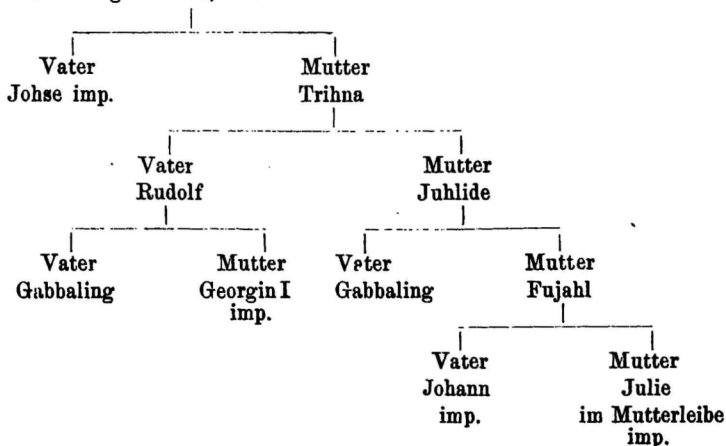 Vater Mutter
Johse imp. Trihna
Vater Mutter
Rudolf Juhlide
Vater Mutter Vater Mutter
Gabbaling Georgin I Gabbaling Fujahl
imp.
Vater Mutter
Johann Julie
imp. im Mutterleibe
imp.